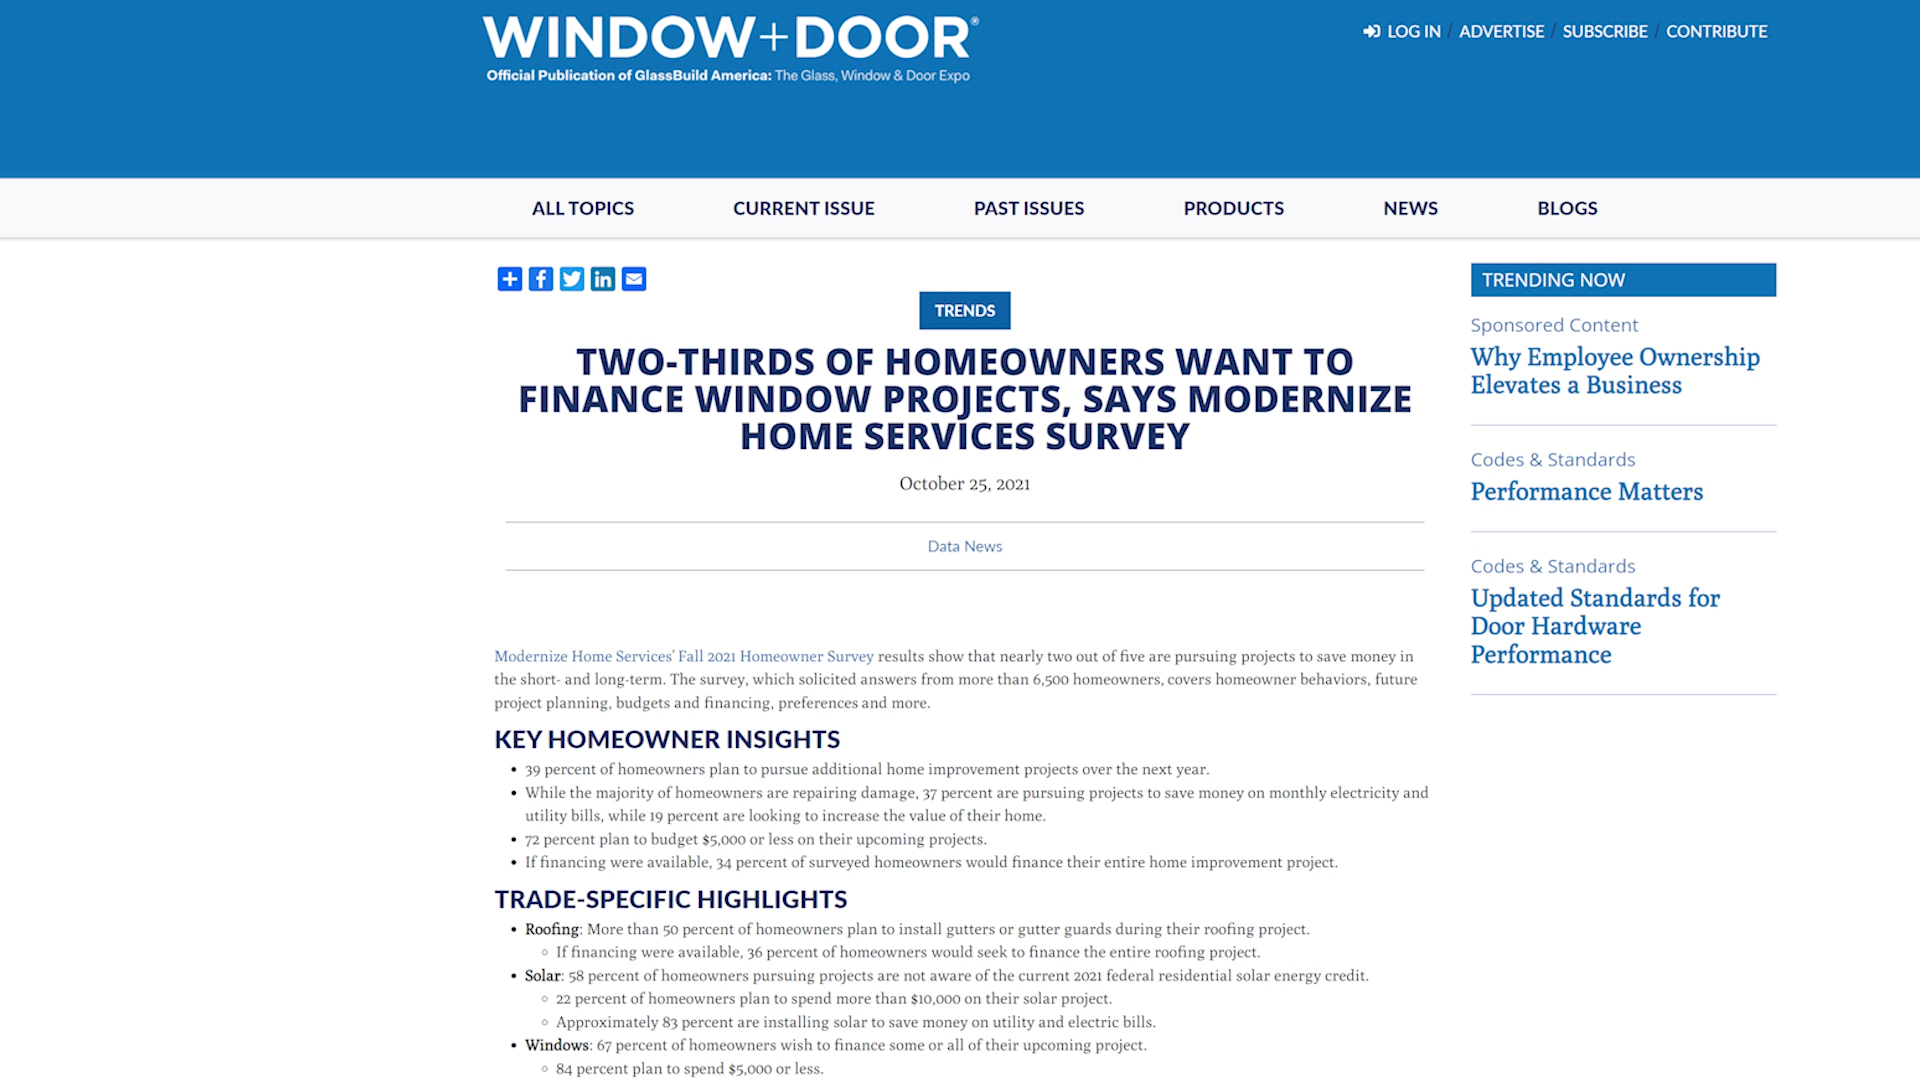 WINDOW+DOOR®
Official Publication of GlassBuild America: The Glass, Window & Door Expo
LOG IN / ADVERTISE / SUBSCRIBE / CONTRIBUTE
ALL TOPICS
CURRENT ISSUE
PAST ISSUES
PRODUCTS
NEWS
BLOGS
TRENDS
TWO-THIRDS OF HOMEOWNERS WANT TO
FINANCE WINDOW PROJECTS, SAYS MODERNIZE
HOME SERVICES SURVEY
October 25, 2021
Data News
Modernize Home Services' Fall 2021 Homeowner Survey results show that nearly two out of five are pursuing projects to save money in
the short- and long-term. The survey, which solicited answers from more than 6,500 homeowners, covers homeowner behaviors, future
project planning, budgets and financing, preferences and more.
KEY HOMEOWNER INSIGHTS
• 39 percent of homeowners plan to pursue additional home improvement projects over the next year.
• While the majority of homeowners are repairing damage, 37 percent are pursuing projects to save money on monthly electricity and
utility bills, while 19 percent are looking to increase the value of their home.
• 72 percent plan to budget $5,000 or less on their upcoming projects.
• If financing were available, 34 percent of surveyed homeowners would finance their entire home improvement project.
TRADE-SPECIFIC HIGHLIGHTS
• Roofing: More than 50 percent of homeowners plan to install gutters or gutter guards during their roofing project.
◦ If financing were available, 36 percent of homeowners would seek to finance the entire roofing project.
• Solar: 58 percent of homeowners pursuing projects are not aware of the current 2021 federal residential solar energy credit.
◦ 22 percent of homeowners plan to spend more than $10,000 on their solar project.
◦ Approximately 83 percent are installing solar to save money on utility and electric bills.
• Windows: 67 percent of homeowners wish to finance some or all of their upcoming project.
◦ 84 percent plan to spend $5,000 or less.
TRENDING NOW
Sponsored Content
Why Employee Ownership
Elevates a Business
Codes & Standards
Performance Matters
Codes & Standards
Updated Standards for
Door Hardware
Performance